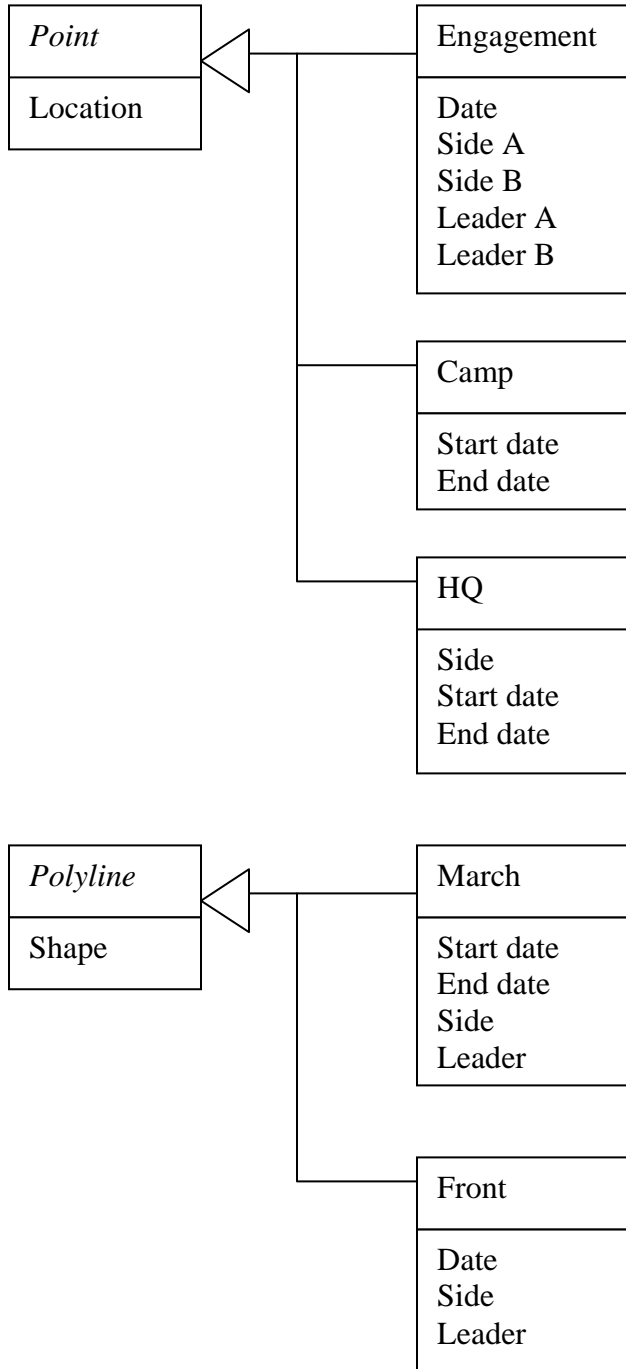 Point
Location
Engagement
Date
Side A
Side B
Leader A
Leader B
Camp
Start date
End date
HQ
Side
Start date
End date
Polyline
Shape
March
Start date
End date
Side
Leader
Front
Date
Side
Leader